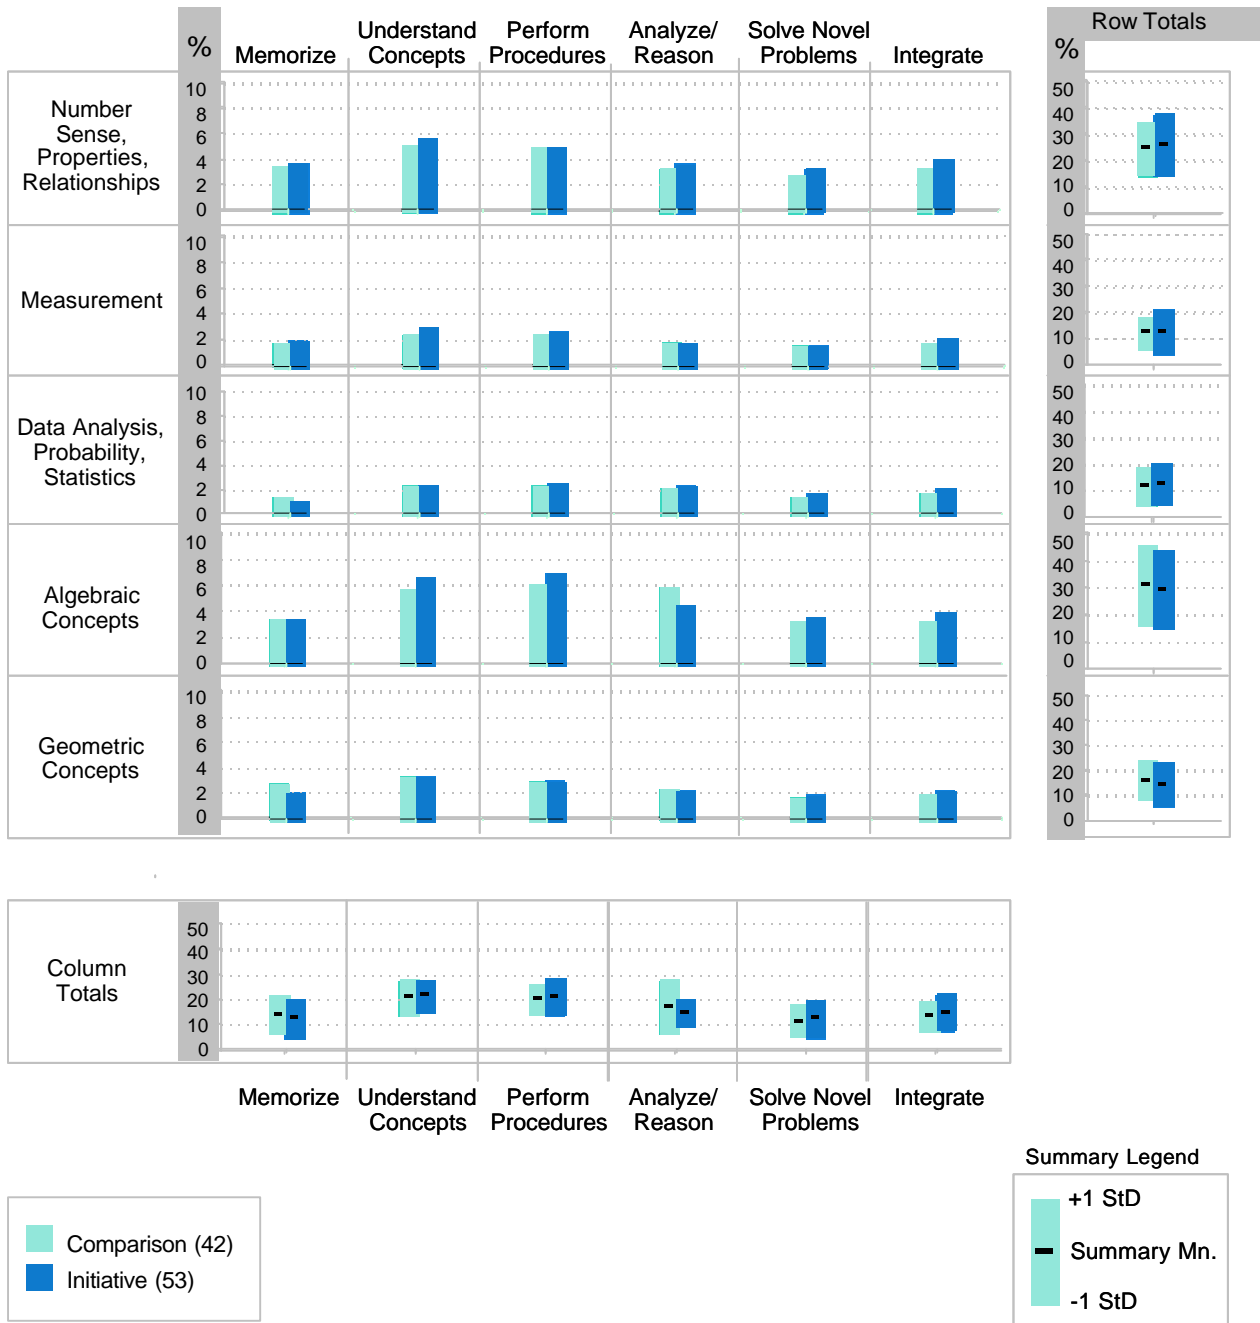 Row Totals
%
Memorize
Understand
Concepts
Perform
Procedures
Analyze/
Reason
Solve Novel
Problems
Integrate
%
Number
Sense,
Properties,
Relationships
10
8
6
4
2
0
50
40
30
20
10
0
Measurement
10
8
6
4
2
0
50
40
30
20
10
0
Data Analysis,
Probability,
Statistics
10
8
6
4
2
0
50
40
30
20
10
0
Algebraic
Concepts
10
8
6
4
2
0
50
40
30
20
10
0
Geometric
Concepts
10
8
6
4
2
0
50
40
30
20
10
0
Column
Totals
50
40
30
20
10
0
Memorize
Understand
Concepts
Perform
Procedures
Analyze/
Reason
Solve Novel
Problems
Integrate
Summary Legend
+1 StD
Summary Mn.
-1 StD
Comparison (42)
Initiative (53)